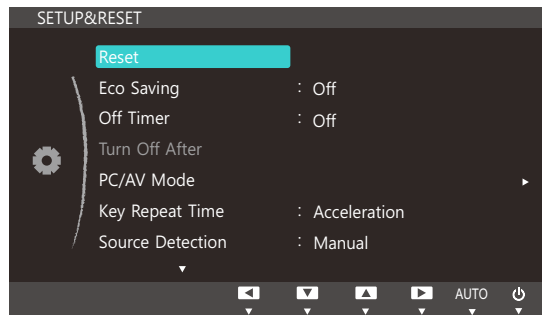 SETUP&RESET
Reset
Eco Saving : Off
Off Timer : Off
Turn Off After
PC/AV Mode
Key Repeat Time : Acceleration
Source Detection : Manual
AUTO